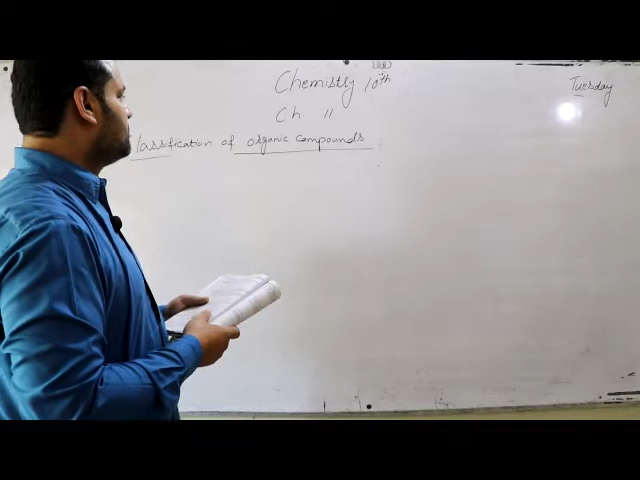 Chemistry 10th
Tuesday
Ch 11
lassification of organic compounds